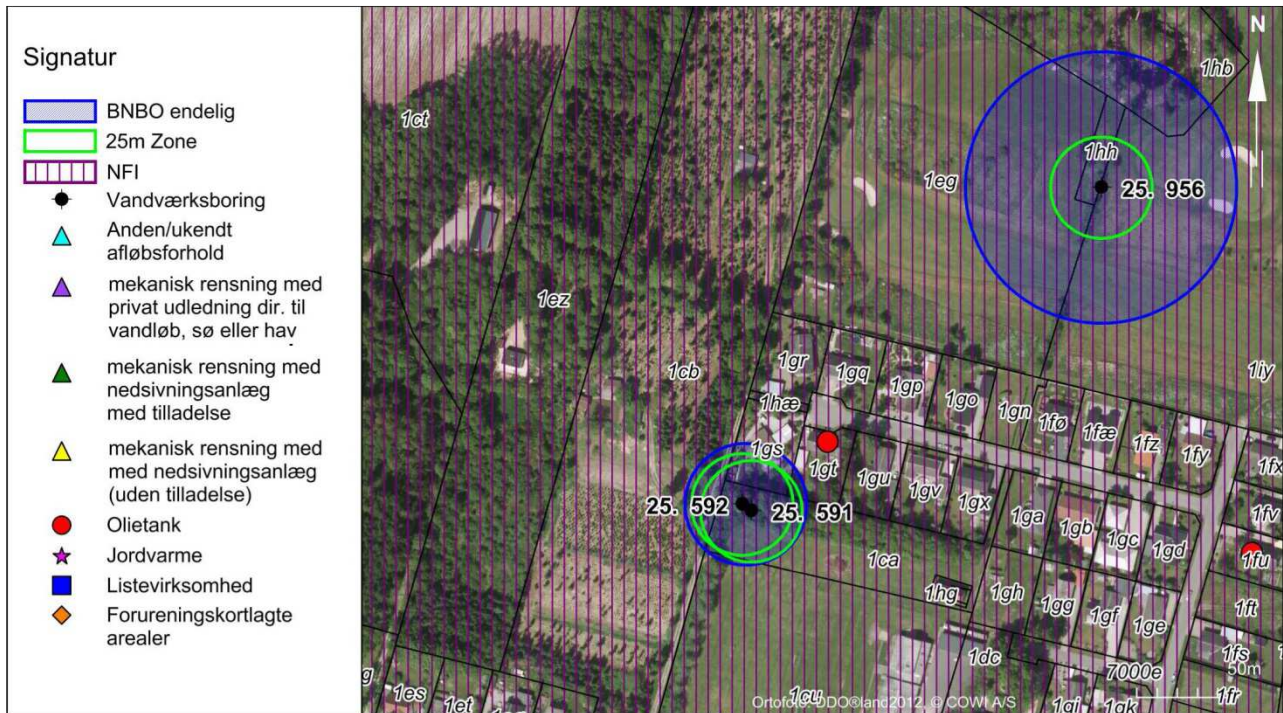 Signatur
BNBO endelig
25m Zone
NFI
Vandværksboring
Anden/ukendt
afløbsforhold
mekanisk rensning med
privat udledning dir. til
vandløb, sø eller hav
mekanisk rensning med
nedsivningsanlæg
med tilladelse
mekanisk rensning med
med nedsivningsanlæg
(uden tilladelse)
Olietank
Jordvarme
Listevirksomhed
Forureningskortlagte
arealer
N
1hb
1ct
1hh
1eg
25. 956
1ez
1iy
1cb
1gr
1gq
1gp
1go
1gn
1fø
1fæ
1fz
1fy
1fx
1hæ
1gs
1gt
1gu
1gv
1gx
1ga
1gb
1gc
1gd
1fv
1fu
25. 592
25. 591
1ca
1hg
1gh
1gg
1gf
1ge
1ft
1fs
1dc
7000e
50m
1es
1et
1cu
1gi
1gk
1fr
Ortofoto: DDO®land2012, © COWI A/S